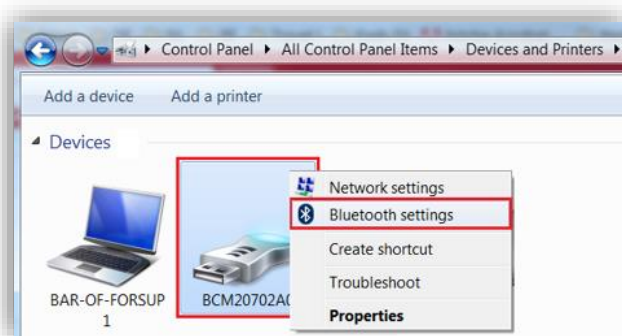 Control Panel ▸ All Control Panel Items ▸ Devices and Printers ▸
Add a device Add a printer
Devices
Network settings
Bluetooth settings
Create shortcut
Troubleshoot
Properties
BAR-OF-FORSUP
1
BCM20702A0